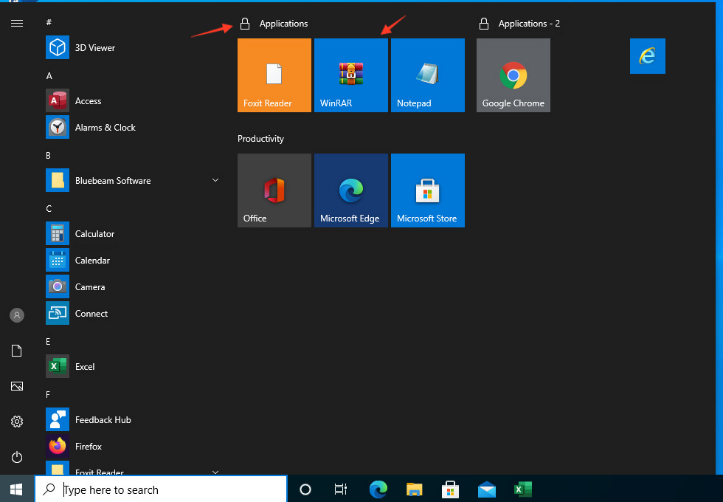 #
3D Viewer
A
Access
Alarms & Clock
B
Bluebeam Software
C
Calculator
Calendar
Camera
Connect
E
Excel
F
Feedback Hub
Firefox
Foxit Reader
Applications
Foxit Reader
WinRAR
Notepad
Productivity
Office
Microsoft Edge
Microsoft Store
Applications - 2
Google Chrome
Type here to search